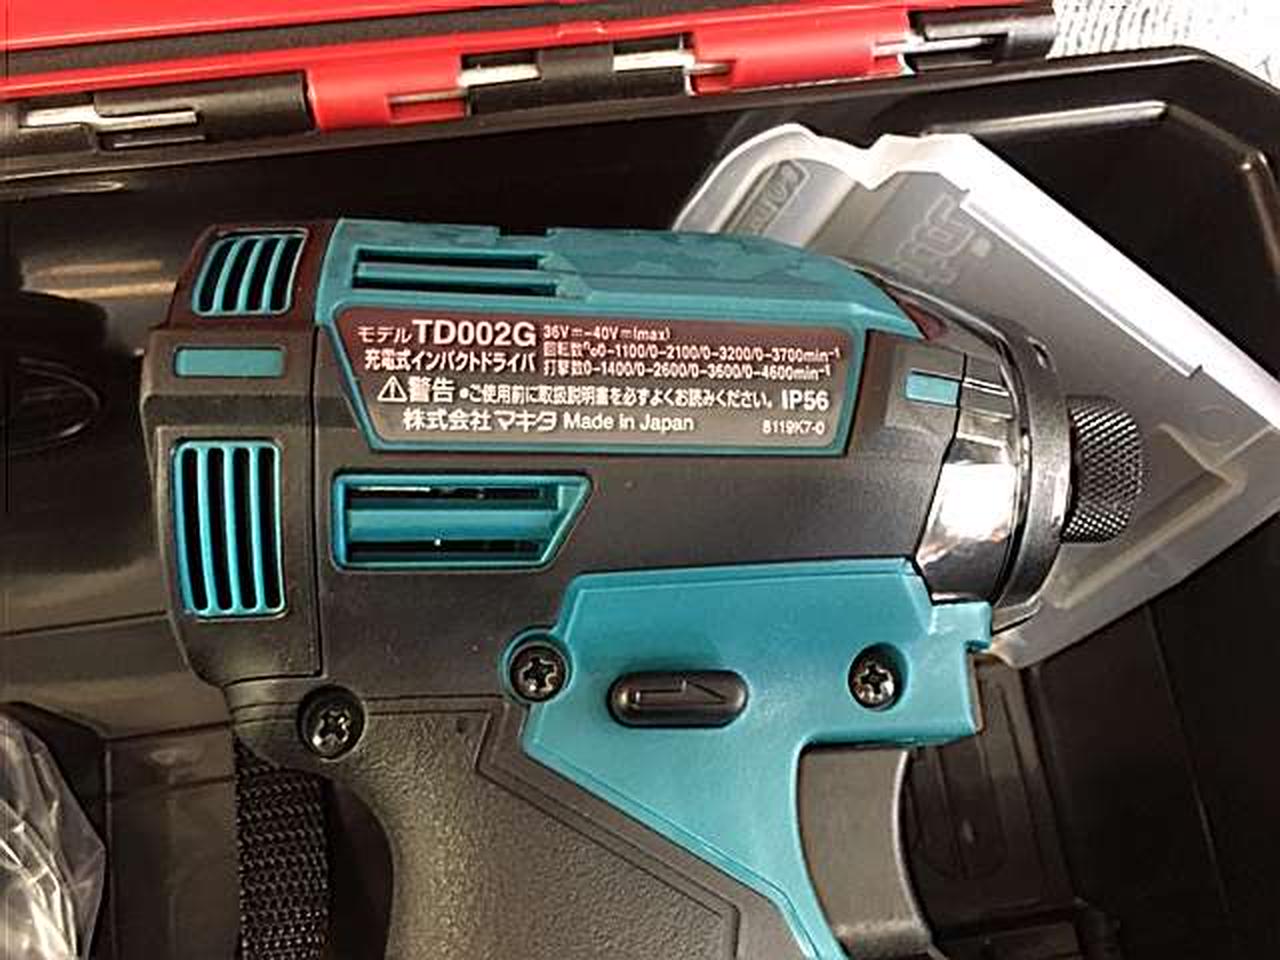 モデルTD002G 36V⎓-40V⎓(max)
充電式インパクトドライバ 回転数n₀0-1100/0-2100/0-3200/0-3700min⁻¹
打撃数0-1400/0-2600/0-3600/0-4600min⁻¹
⚠警告 ●ご使用前に取扱説明書を必ずよくお読みください。 IP56
株式会社マキタ Made in Japan 8119K7-0